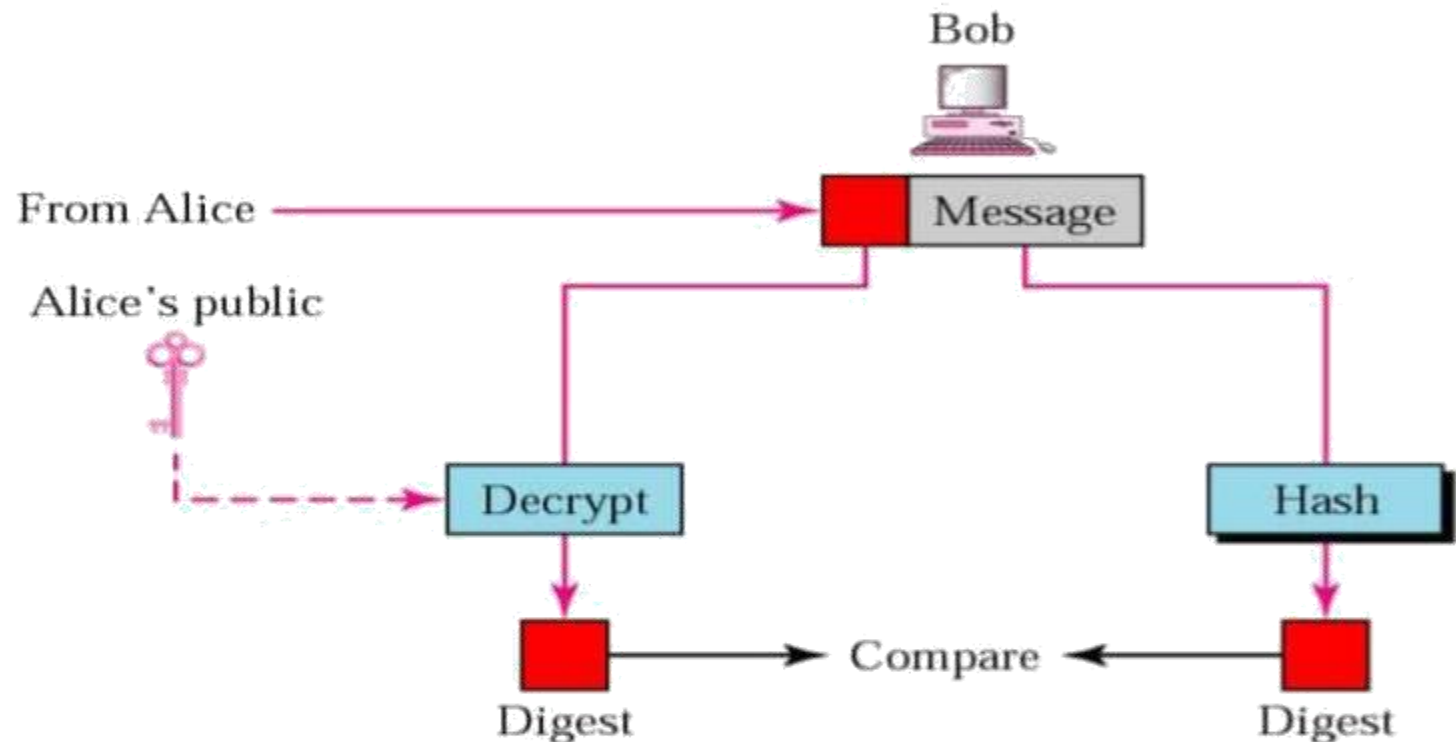 Bob
From Alice
Message
Alice's public
Decrypt
Hash
Compare
Digest
Digest